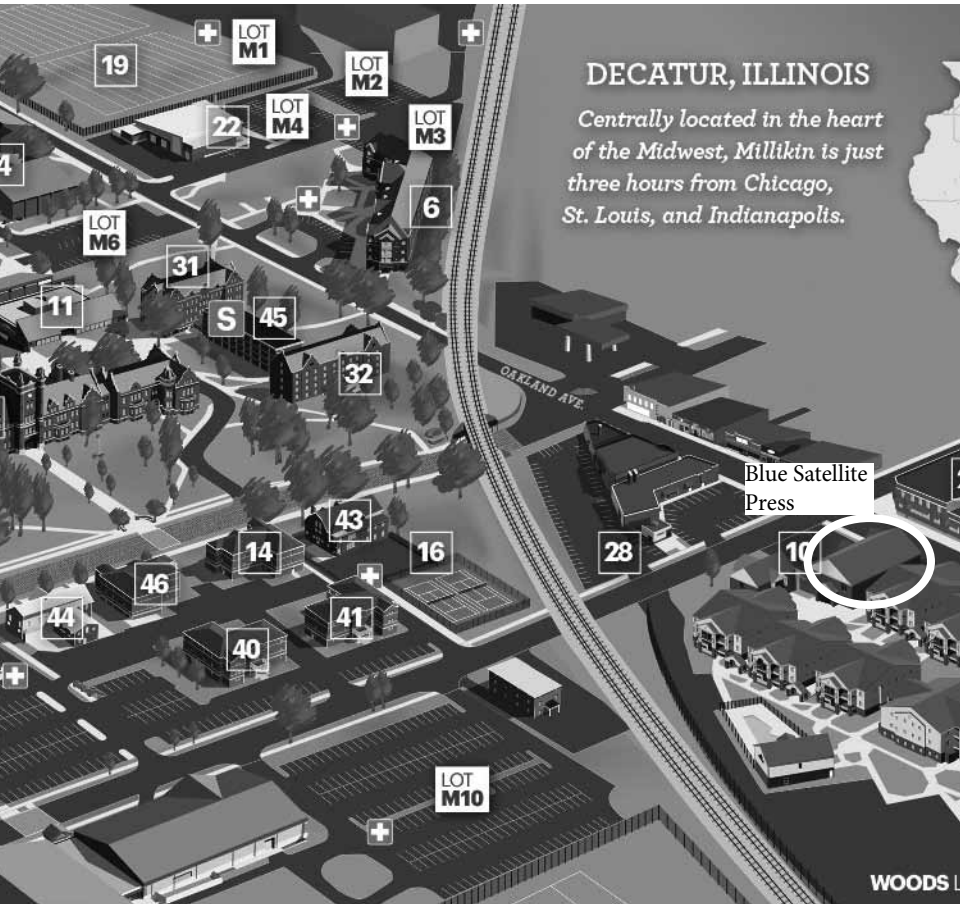 DECATUR, ILLINOIS
Centrally located in the heart
of the Midwest, Millikin is just
three hours from Chicago,
St. Louis, and Indianapolis.
19
LOT
M1
LOT
M2
22
LOT
M4
LOT
M3
4
6
LOT
M6
31
11
S
45
32
OAKLAND AVE.
Blue Satellite
Press
43
14
16
28
10
46
44
41
40
LOT
M10
WOODS L